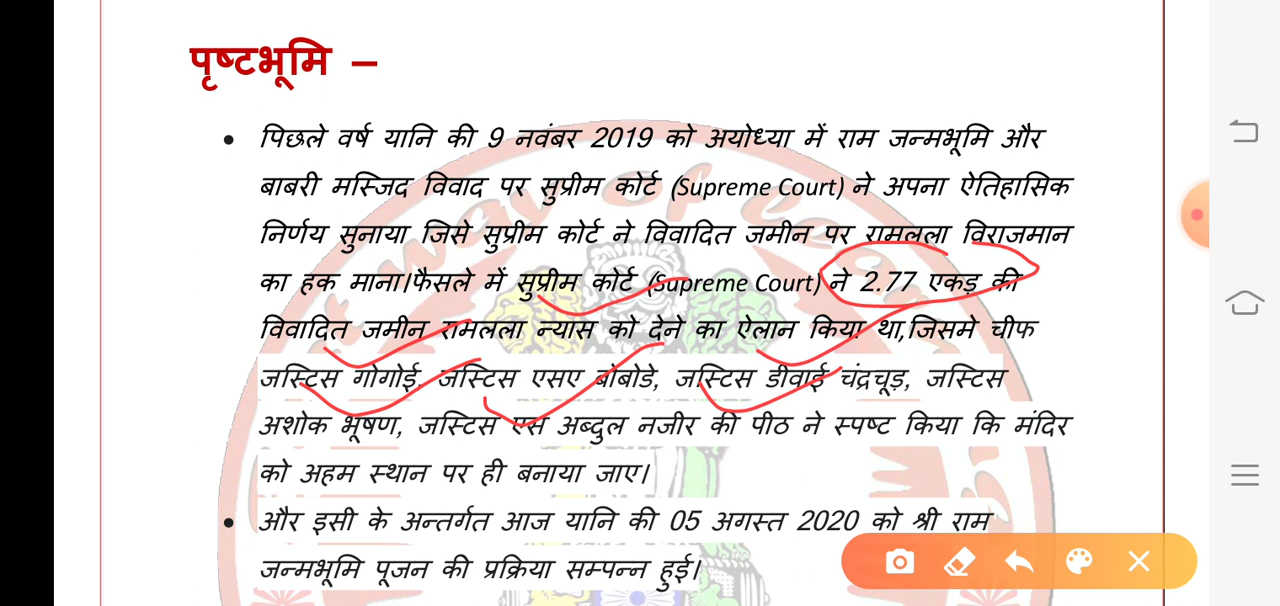 पृष्टभूमि –
• पिछले वर्ष यानि की 9 नवंबर 2019 को अयोध्या में राम जन्मभूमि और
बाबरी मस्जिद विवाद पर सुप्रीम कोर्ट (Supreme Court) ने अपना ऐतिहासिक
निर्णय सुनाया जिसे सुप्रीम कोर्ट ने विवादित जमीन पर रामलला विराजमान
का हक माना।फैसले में सुप्रीम कोर्ट (Supreme Court) ने 2.77 एकड़ की
विवादित जमीन रामलला न्यास को देने का ऐलान किया था,जिसमे चीफ
जस्टिस गोगोई, जस्टिस एसए बोबोडे, जस्टिस डीवाई चंद्रचूड़, जस्टिस
अशोक भूषण, जस्टिस एस अब्दुल नजीर की पीठ ने स्पष्ट किया कि मंदिर
को अहम स्थान पर ही बनाया जाए।
• और इसी के अन्तर्गत आज यानि की 05 अगस्त 2020 को श्री राम
जन्मभूमि पूजन की प्रक्रिया सम्पन्न हुई।